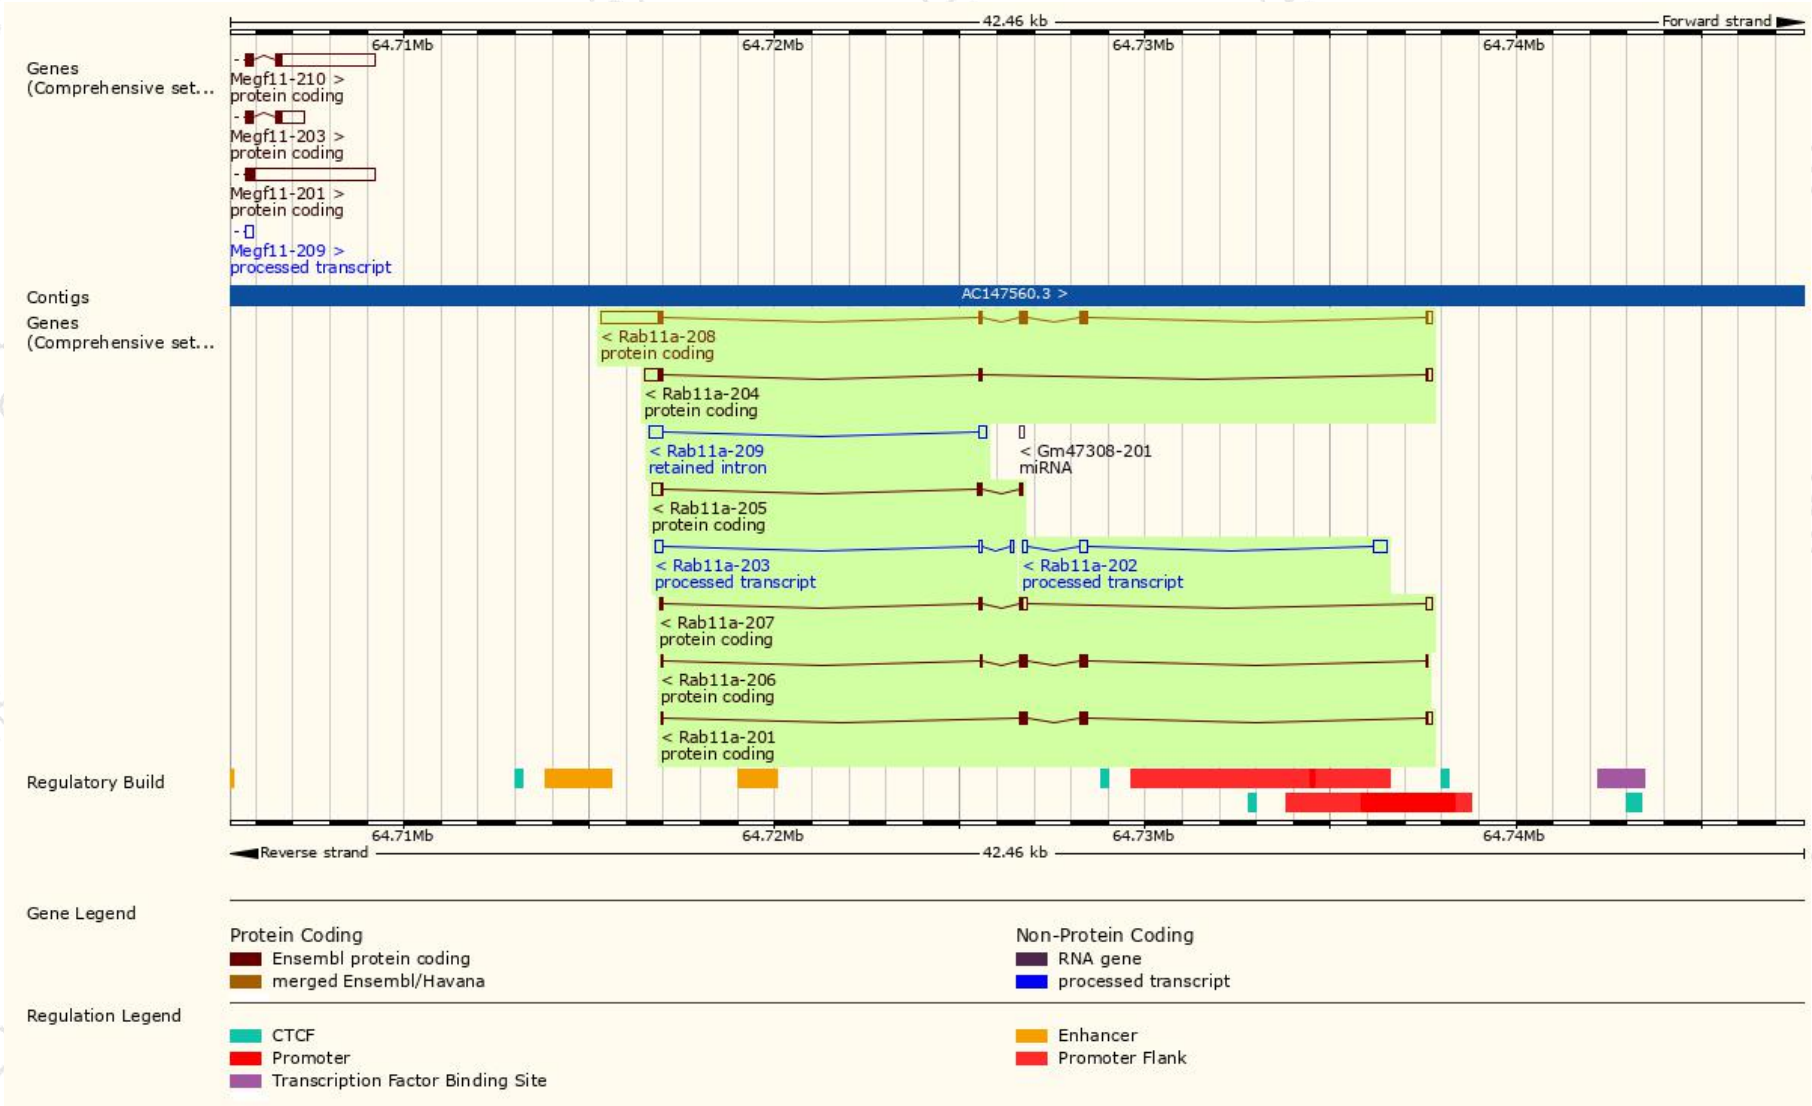 42.46 kb
Forward strand
64.71Mb 64.72Mb 64.73Mb 64.74Mb
Genes
(Comprehensive set...
Megf11-210 >
protein coding
Megf11-203 >
protein coding
Megf11-201 >
protein coding
Megf11-209 >
processed transcript
Contigs
AC147560.3 >
Genes
(Comprehensive set...
< Rab11a-208
protein coding
< Rab11a-204
protein coding
< Rab11a-209
retained intron
< Gm47308-201
miRNA
< Rab11a-205
protein coding
< Rab11a-203
processed transcript
< Rab11a-202
processed transcript
< Rab11a-207
protein coding
< Rab11a-206
protein coding
< Rab11a-201
protein coding
Regulatory Build
64.71Mb 64.72Mb 64.73Mb 64.74Mb
Reverse strand
42.46 kb
Gene Legend
Protein Coding
Ensembl protein coding
merged Ensembl/Havana
Non-Protein Coding
RNA gene
processed transcript
Regulation Legend
CTCF
Promoter
Transcription Factor Binding Site
Enhancer
Promoter Flank